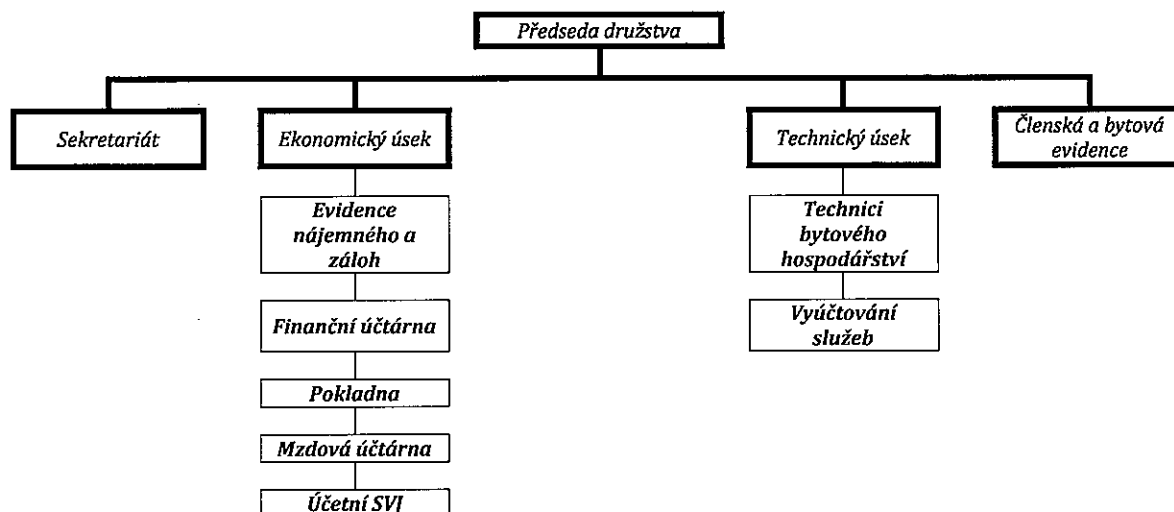 Předseda družstva
Sekretariát
Ekonomický úsek
Technický úsek
Členská a bytová
evidence
Evidence
nájemného a
záloh
Finanční účtárna
Pokladna
Mzdová účtárna
Účetní SVJ
Technici
bytového
hospodářství
Vyúčtování
služeb